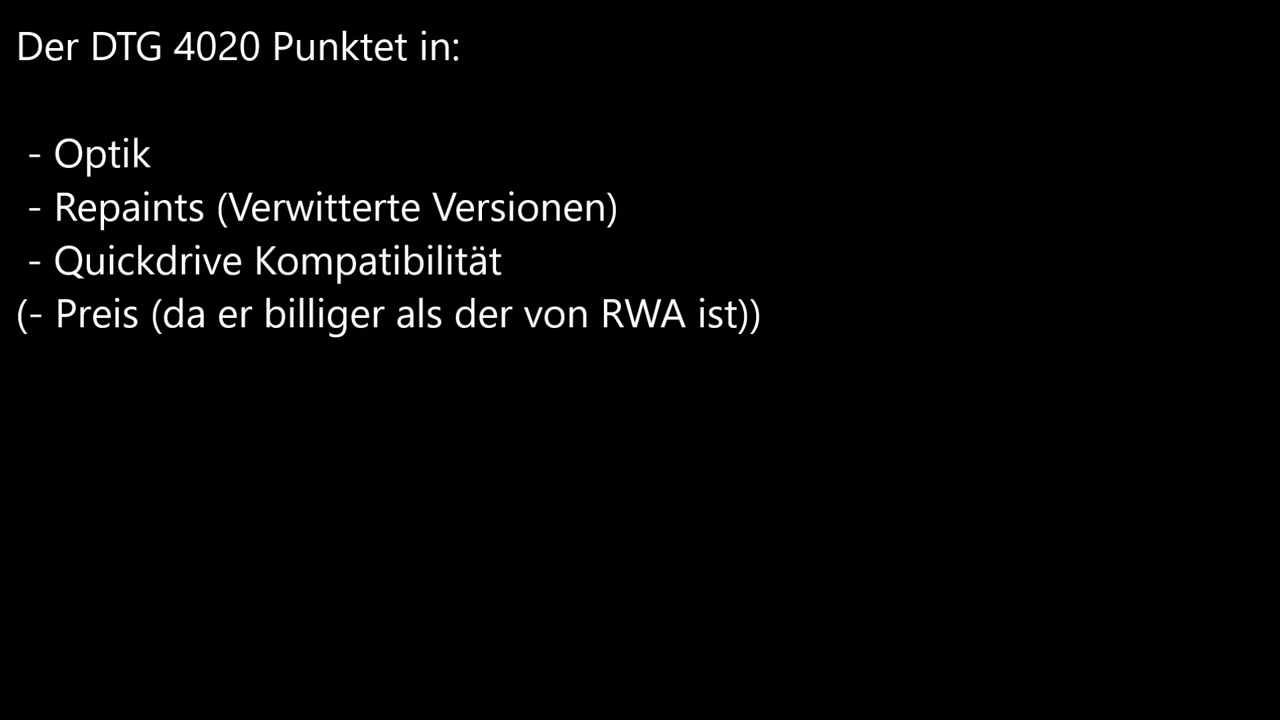 Der DTG 4020 Punktet in:
- Optik
- Repaints (Verwitterte Versionen)
- Quickdrive Kompatibilität
(- Preis (da er billiger als der von RWA ist))